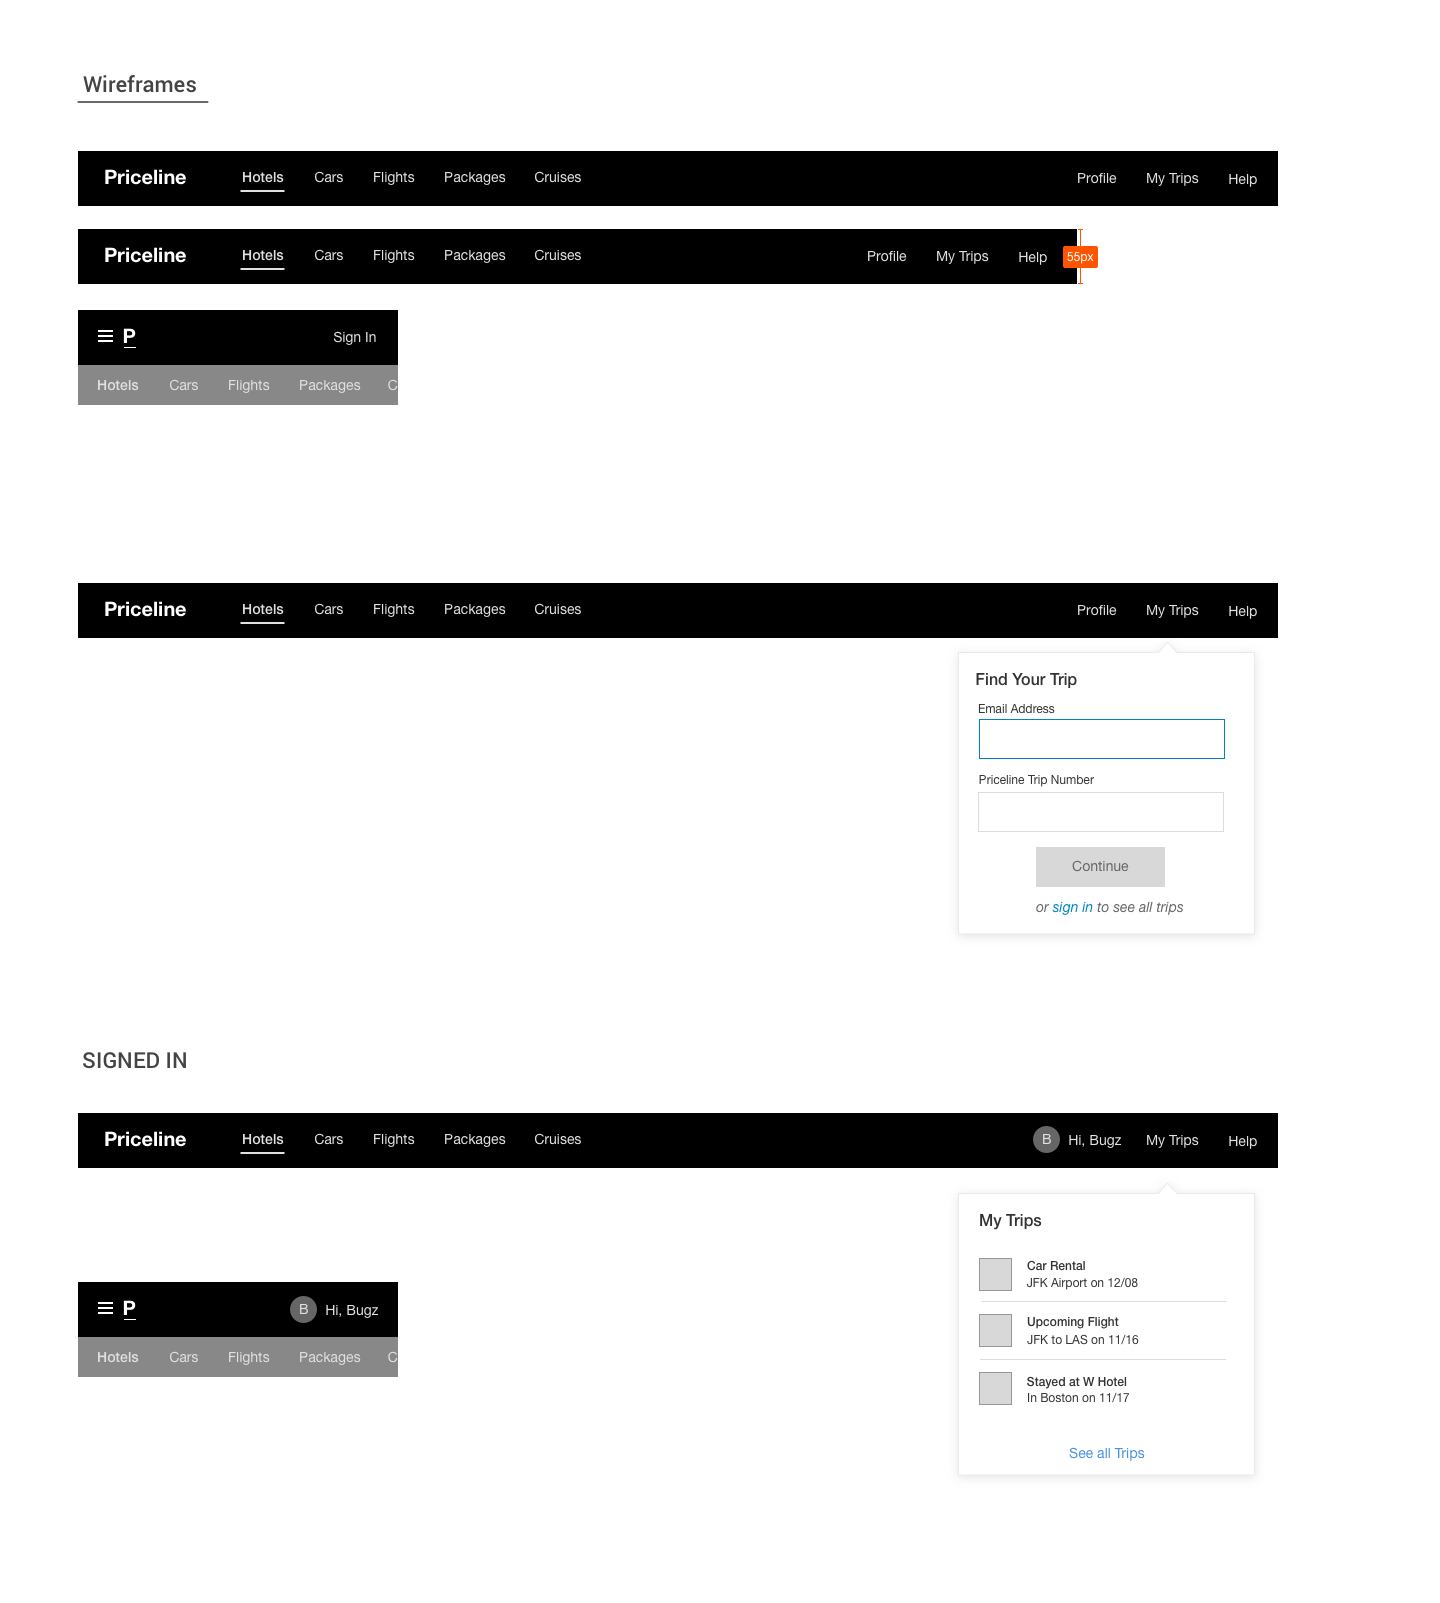 Wireframes
Priceline Hotels Cars Flights Packages Cruises Profile My Trips Help
Priceline Hotels Cars Flights Packages Cruises Profile My Trips Help 55px
P Sign In
Hotels Cars Flights Packages C
Priceline Hotels Cars Flights Packages Cruises Profile My Trips Help
Find Your Trip
Email Address
Priceline Trip Number
Continue
or sign in to see all trips
SIGNED IN
Priceline Hotels Cars Flights Packages Cruises B Hi, Bugz My Trips Help
My Trips
Car Rental
JFK Airport on 12/08
Upcoming Flight
JFK to LAS on 11/16
Stayed at W Hotel
In Boston on 11/17
See all Trips
P B Hi, Bugz
Hotels Cars Flights Packages C